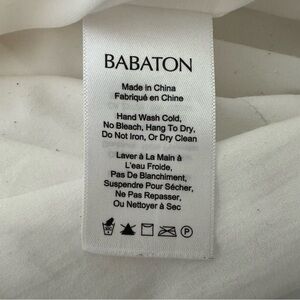 BABATON
Made in China
Fabriqué en Chine
Hand Wash Cold,
No Bleach, Hang To Dry,
Do Not Iron, Or Dry Clean
Laver à La Main à
L'eau Froide,
Pas De Blanchiment,
Suspendre Pour Sécher,
Ne Pas Repasser,
Ou Nettoyer à Sec
P